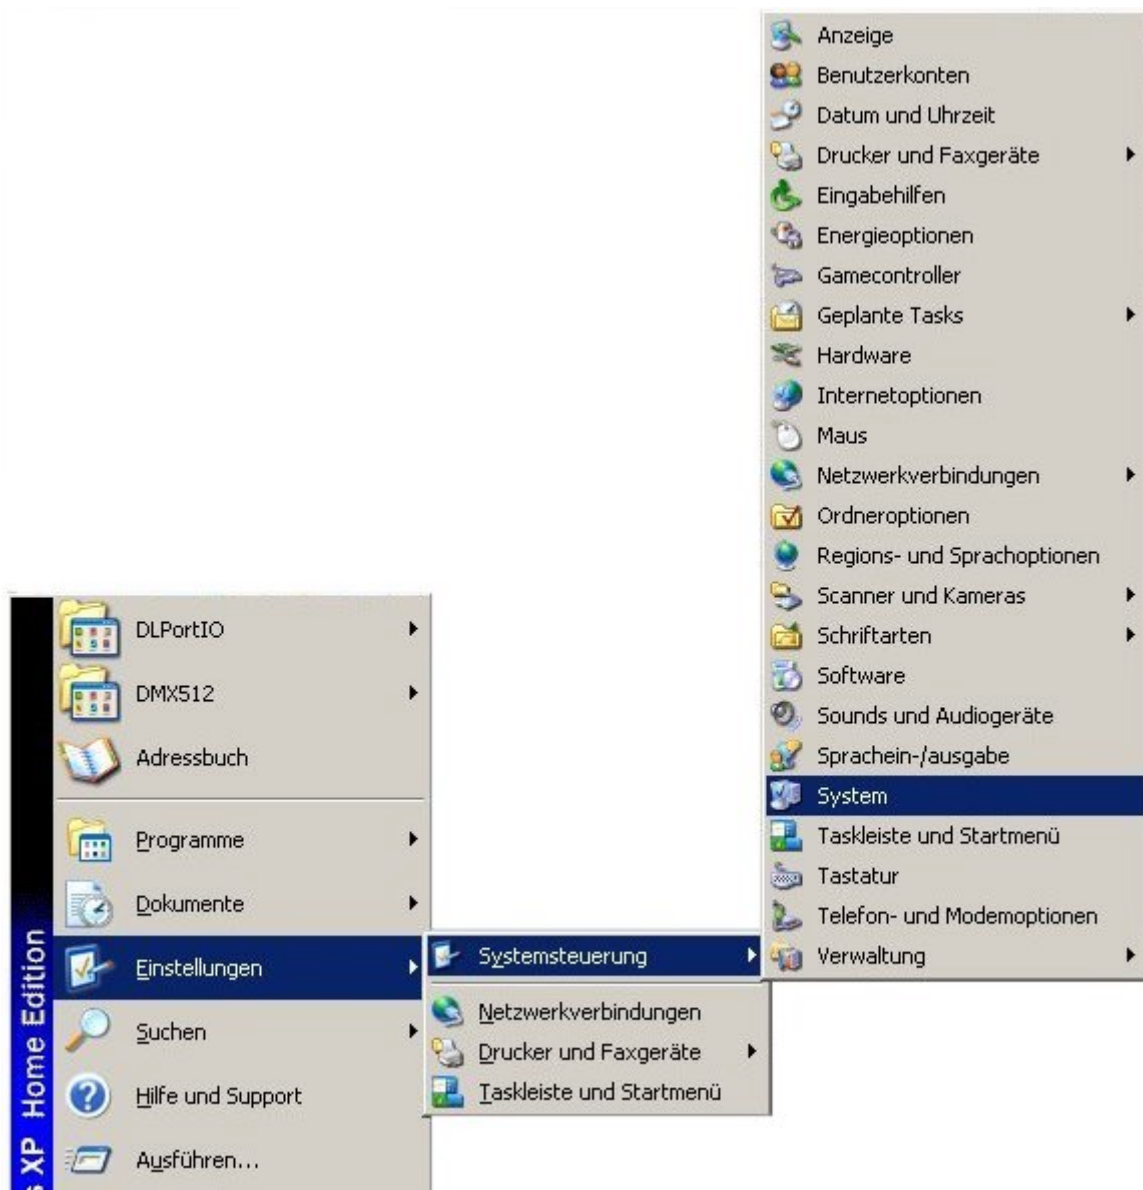 Anzeige
Benutzerkonten
Datum und Uhrzeit
Drucker und Faxgeräte
Eingabehilfen
Energieoptionen
Gamecontroller
Geplante Tasks
Hardware
Internetoptionen
Maus
Netzwerkverbindungen
Ordneroptionen
Regions- und Sprachoptionen
Scanner und Kameras
Schriftarten
Software
Sounds und Audiogeräte
Sprachein-/ausgabe
System
Taskleiste und Startmenü
Tastatur
Telefon- und Modemoptionen
Verwaltung
DLPortIO
DMX512
Adressbuch
Programme
Dokumente
Einstellungen
Suchen
Hilfe und Support
Ausführen...
Systemsteuerung
Netzwerkverbindungen
Drucker und Faxgeräte
Taskleiste und Startmenü
s XP Home Edition